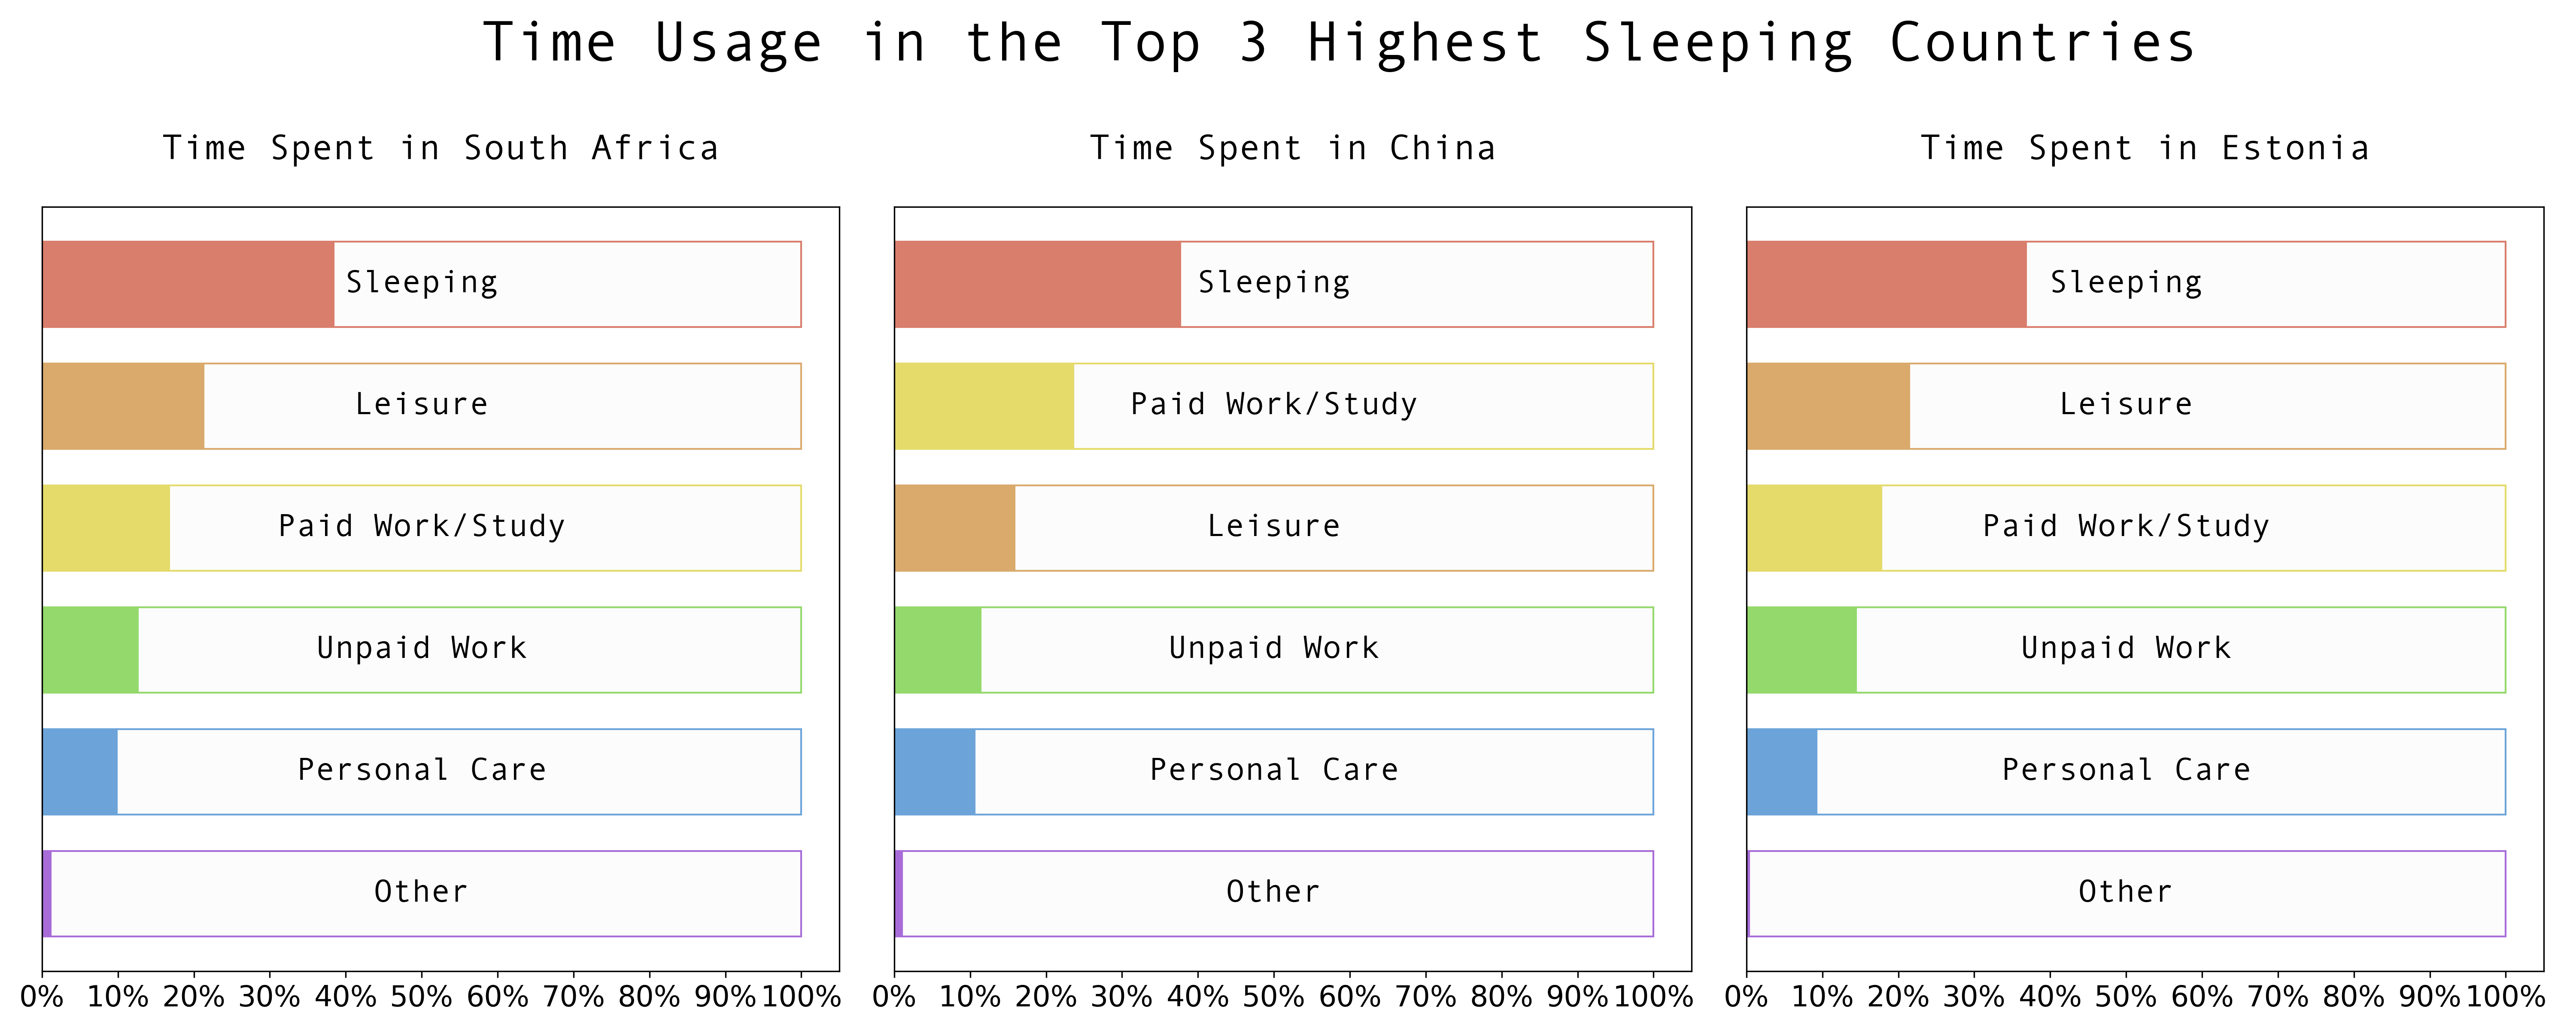 Time Usage in the Top 3 Highest Sleeping Countries
Time Spent in South Africa
Sleeping
Leisure
Paid Work/Study
Unpaid Work
Personal Care
Other
0% 10% 20% 30% 40% 50% 60% 70% 80% 90% 100%
Time Spent in China
Sleeping
Paid Work/Study
Leisure
Unpaid Work
Personal Care
Other
0% 10% 20% 30% 40% 50% 60% 70% 80% 90% 100%
Time Spent in Estonia
Sleeping
Leisure
Paid Work/Study
Unpaid Work
Personal Care
Other
0% 10% 20% 30% 40% 50% 60% 70% 80% 90% 100%